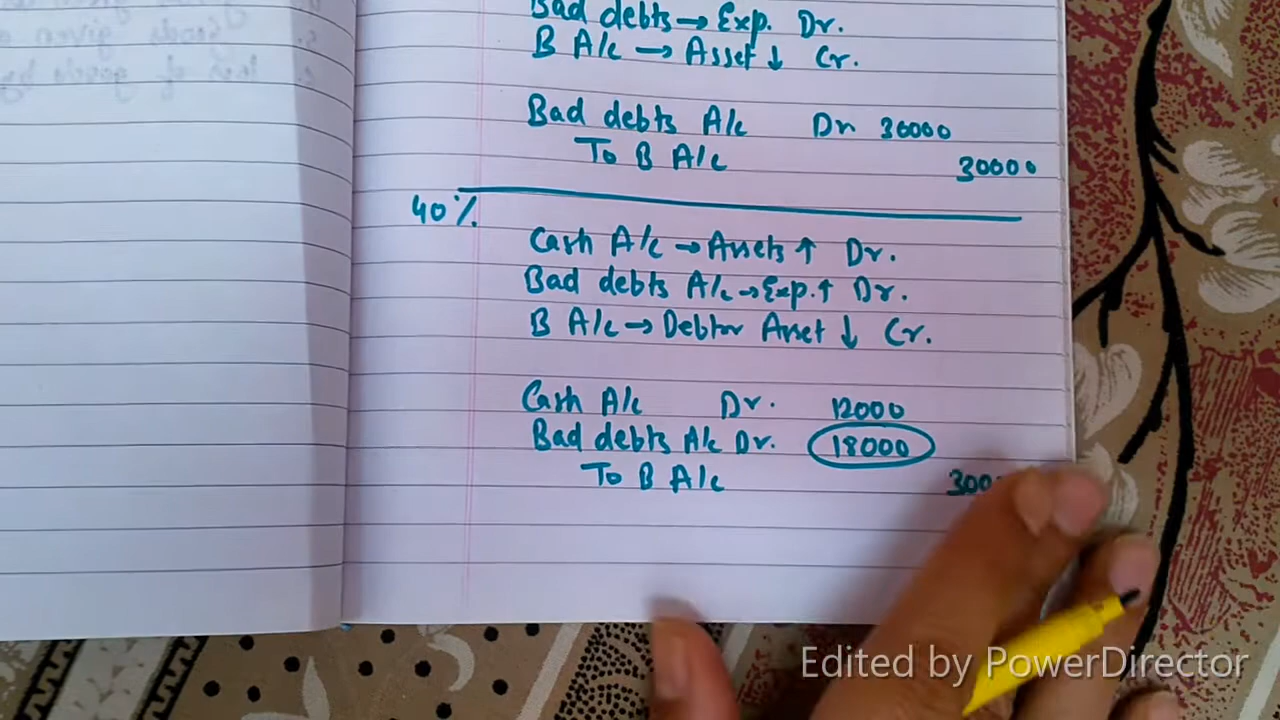 Bad debts → Exp. Dr.
B A/c → Asset ↓ Cr.
Bad debts A/c Dr 30000
To B A/c 30000
40%
Cash A/c → Assets ↑ Dr.
Bad debts A/c → Exp. ↑ Dr.
B A/c → Debtor Asset ↓ Cr.
Cash A/c Dr. 12000
Bad debts A/c Dr. 18000
To B A/c 300
Edited by PowerDirector